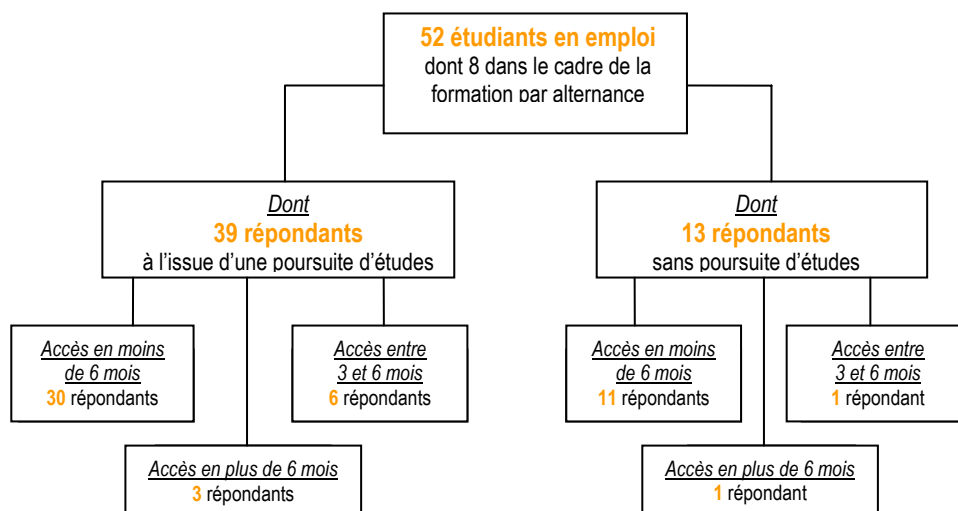 52 étudiants en emploi
dont 8 dans le cadre de la
formation par alternance
Dont
39 répondants
à l'issue d'une poursuite d'études
Dont
13 répondants
sans poursuite d'études
Accès en moins
de 6 mois
30 répondants
Accès entre
3 et 6 mois
6 répondants
Accès en moins
de 6 mois
11 répondants
Accès entre
3 et 6 mois
1 répondant
Accès en plus de 6 mois
3 répondants
Accès en plus de 6 mois
1 répondant